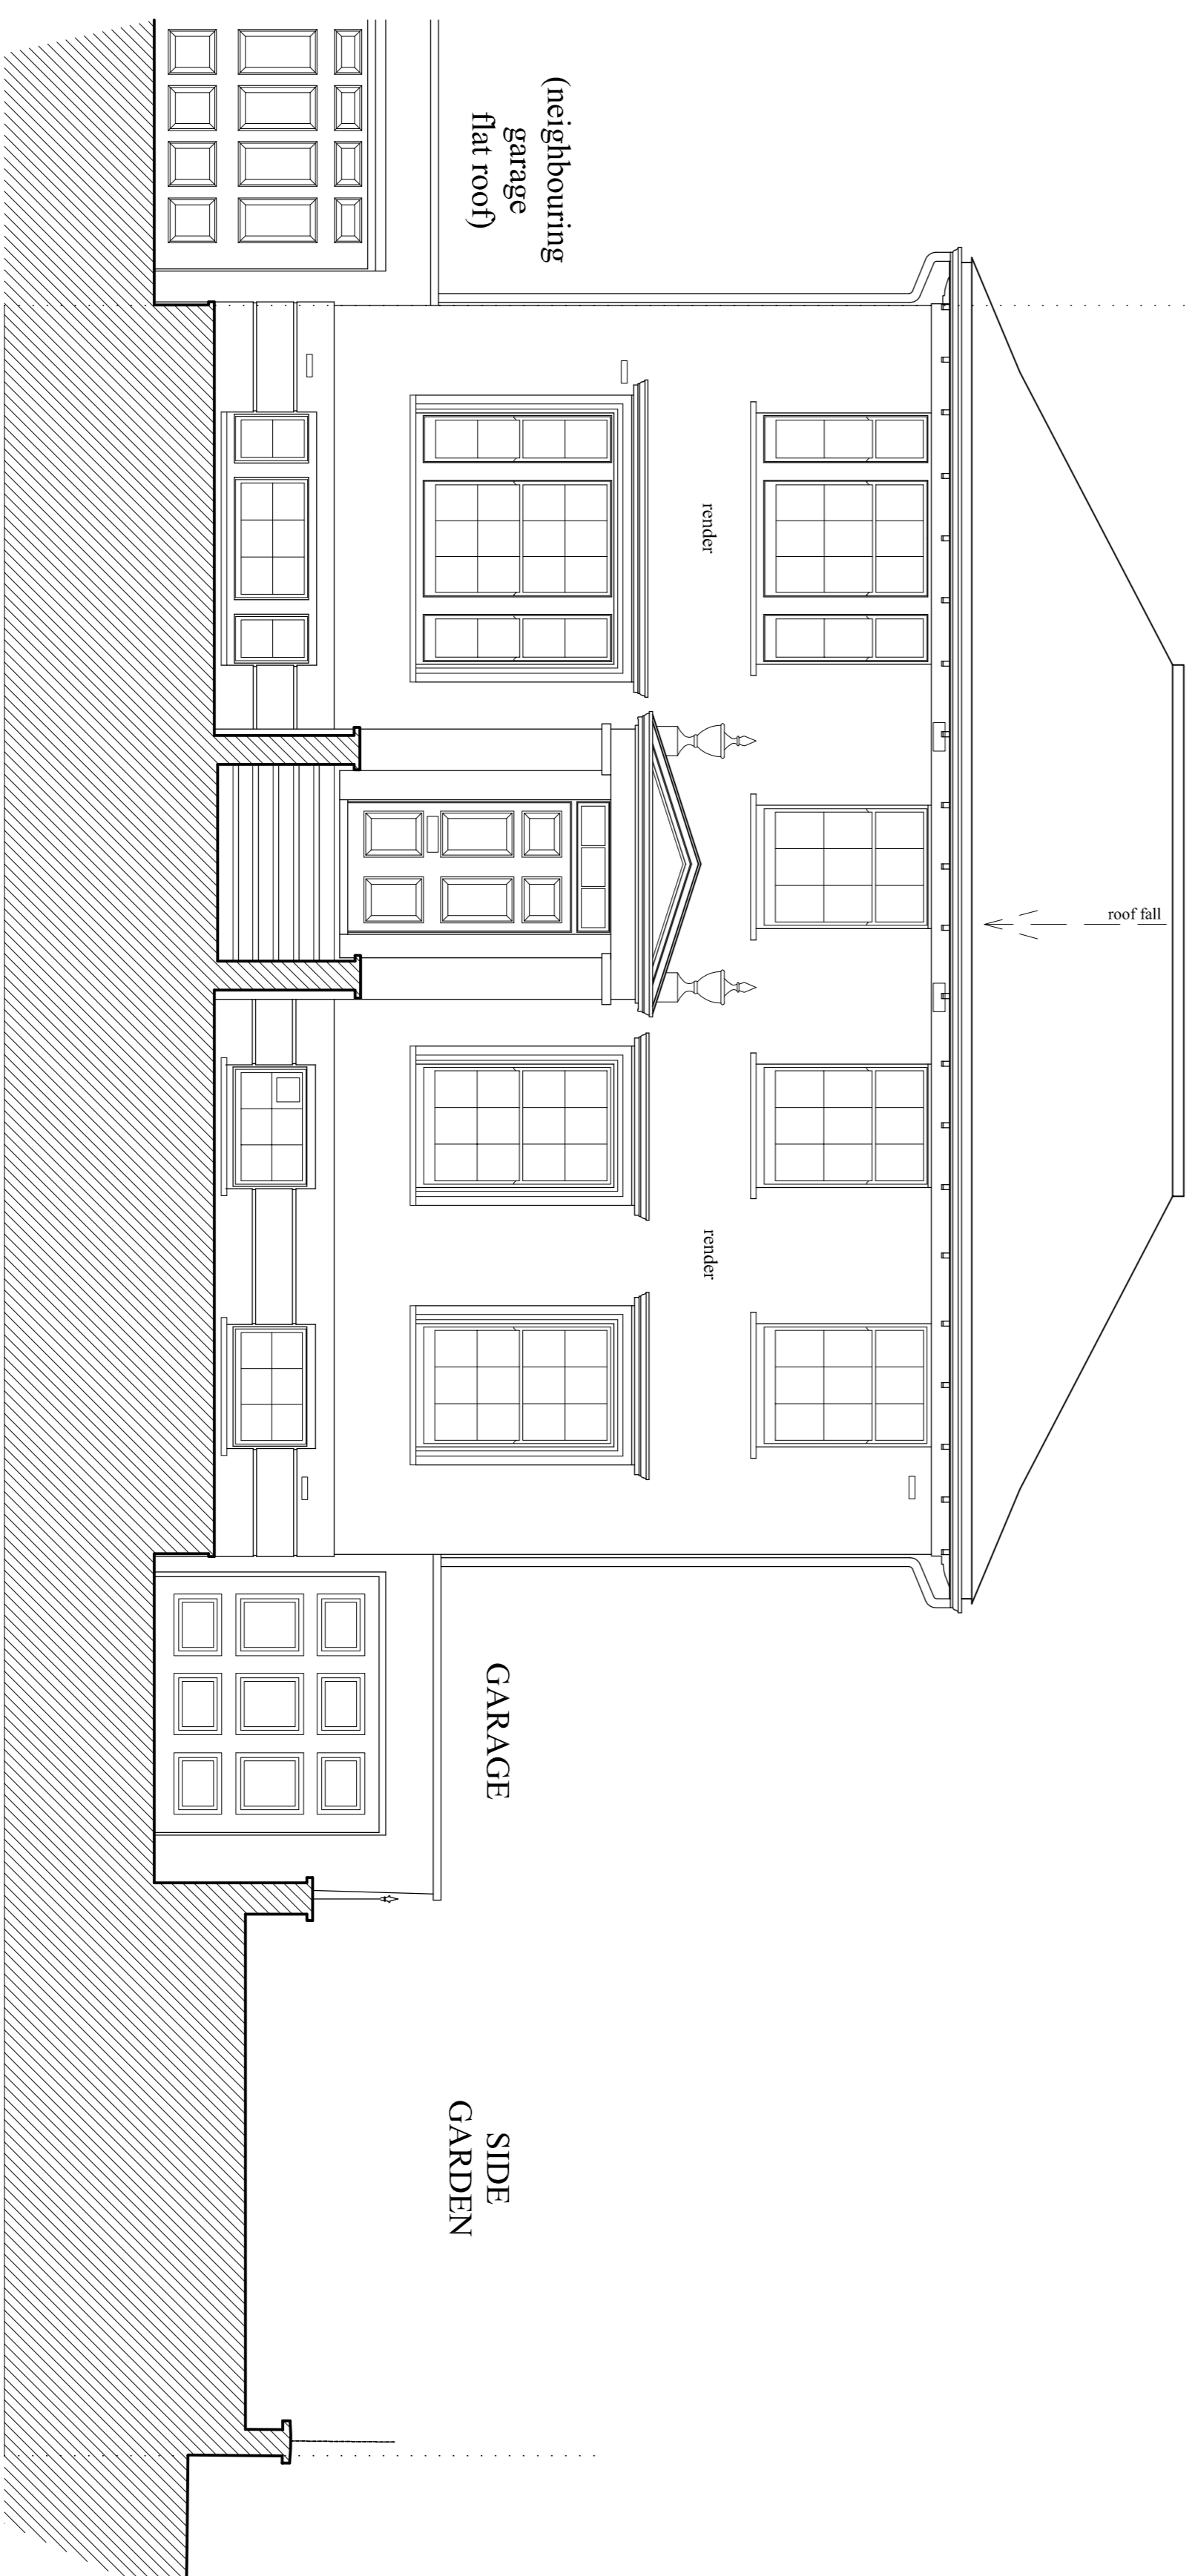 roof fall
render
render
(neighbouring
garage
flat roof)
GARAGE
SIDE
GARDEN